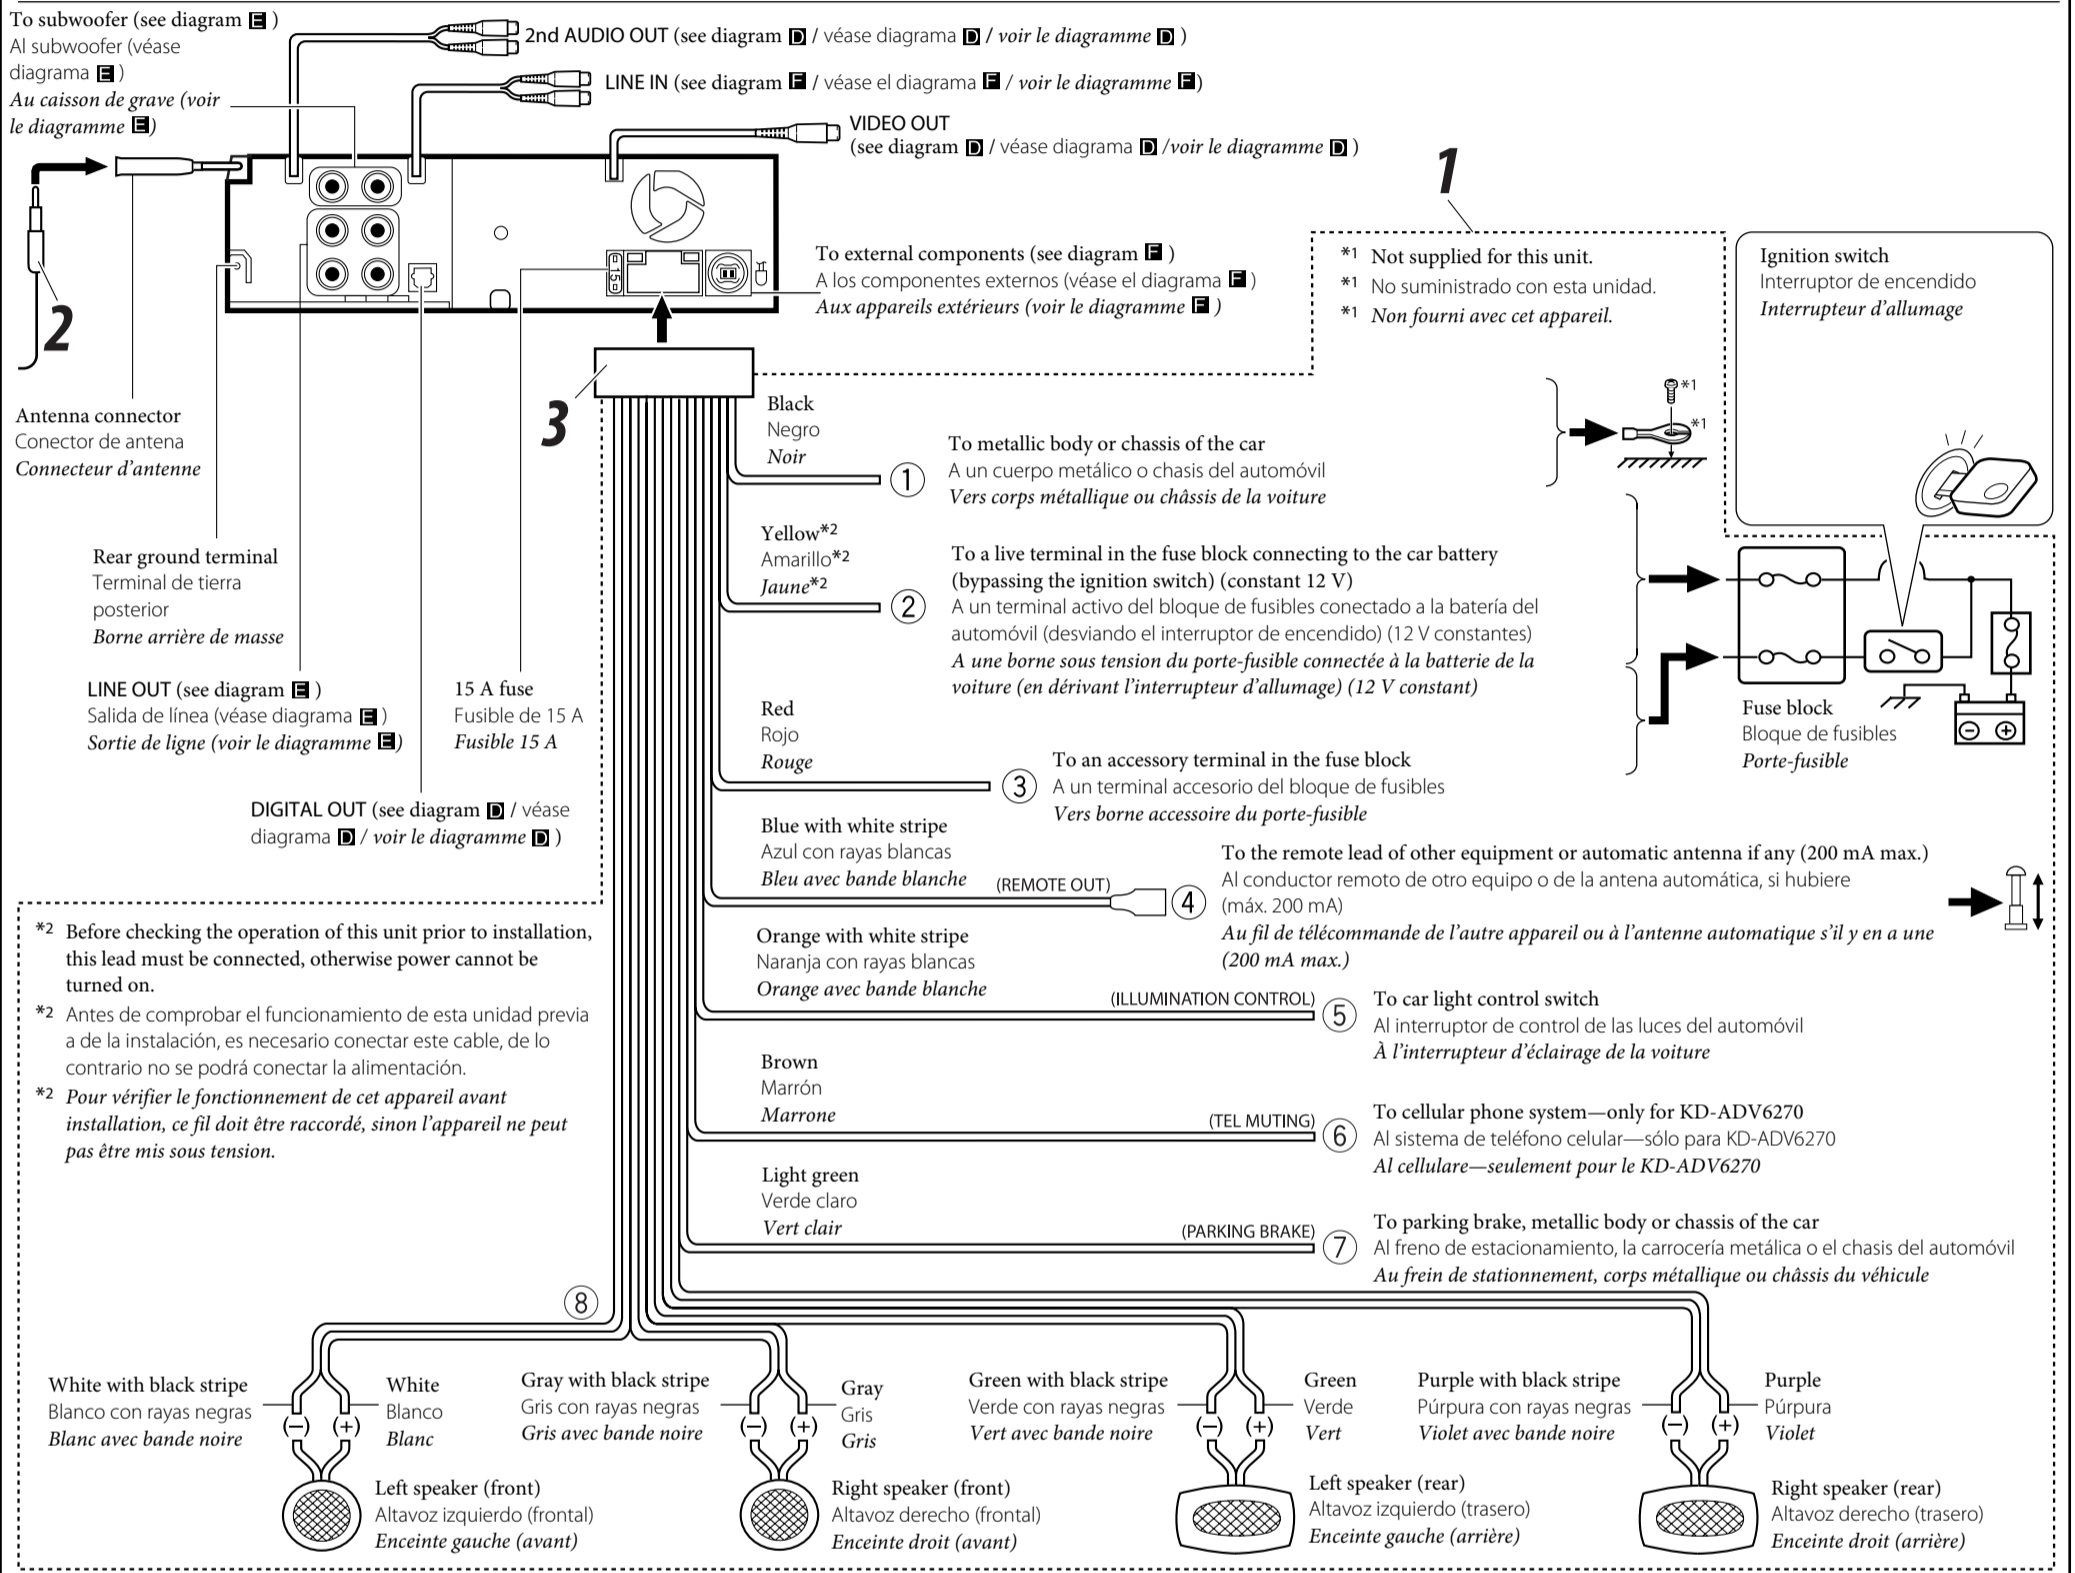 To subwoofer (see diagram E )
Al subwoofer (véase
diagrama E )
Au caisson de grave (voir
le diagramme E)
2nd AUDIO OUT (see diagram D / véase diagrama D / voir le diagramme D )
LINE IN (see diagram F / véase el diagrama F / voir le diagramme F)
VIDEO OUT
(see diagram D / véase diagrama D /voir le diagramme D )
1
2
3
15
To external components (see diagram F )
A los componentes externos (véase el diagrama F )
Aux appareils extérieurs (voir le diagramme F )
*1 Not supplied for this unit.
*1 No suministrado con esta unidad.
*1 Non fourni avec cet appareil.
Ignition switch
Interruptor de encendido
Interrupteur d'allumage
Antenna connector
Conector de antena
Connecteur d'antenne
Rear ground terminal
Terminal de tierra
posterior
Borne arrière de masse
LINE OUT (see diagram E )
Salida de línea (véase diagrama E )
Sortie de ligne (voir le diagramme E)
15 A fuse
Fusible de 15 A
Fusible 15 A
DIGITAL OUT (see diagram D / véase
diagrama D / voir le diagramme D )
Black
Negro
Noir
1
To metallic body or chassis of the car
A un cuerpo metálico o chasis del automóvil
Vers corps métallique ou châssis de la voiture
*1
*1
Yellow*2
Amarillo*2
Jaune*2
2
To a live terminal in the fuse block connecting to the car battery
(bypassing the ignition switch) (constant 12 V)
A un terminal activo del bloque de fusibles conectado a la batería del
automóvil (desviando el interruptor de encendido) (12 V constantes)
A une borne sous tension du porte-fusible connectée à la batterie de la
voiture (en dérivant l'interrupteur d'allumage) (12 V constant)
Red
Rojo
Rouge
3
To an accessory terminal in the fuse block
A un terminal accesorio del bloque de fusibles
Vers borne accessoire du porte-fusible
Fuse block
Bloque de fusibles
Porte-fusible
Blue with white stripe
Azul con rayas blancas
Bleu avec bande blanche
(REMOTE OUT)
4
To the remote lead of other equipment or automatic antenna if any (200 mA max.)
Al conductor remoto de otro equipo o de la antena automática, si hubiere
(máx. 200 mA)
Au fil de télécommande de l'autre appareil ou à l'antenne automatique s'il y en a une
(200 mA max.)
*2 Before checking the operation of this unit prior to installation,
this lead must be connected, otherwise power cannot be
turned on.
*2 Antes de comprobar el funcionamiento de esta unidad previa
a de la instalación, es necesario conectar este cable, de lo
contrario no se podrá conectar la alimentación.
*2 Pour vérifier le fonctionnement de cet appareil avant
installation, ce fil doit être raccordé, sinon l'appareil ne peut
pas être mis sous tension.
Orange with white stripe
Naranja con rayas blancas
Orange avec bande blanche
(ILLUMINATION CONTROL)
5
To car light control switch
Al interruptor de control de las luces del automóvil
À l'interrupteur d'éclairage de la voiture
Brown
Marrón
Marrone
(TEL MUTING)
6
To cellular phone system—only for KD-ADV6270
Al sistema de teléfono celular—sólo para KD-ADV6270
Al cellulare—seulement pour le KD-ADV6270
Light green
Verde claro
Vert clair
(PARKING BRAKE)
7
To parking brake, metallic body or chassis of the car
Al freno de estacionamiento, la carrocería metálica o el chasis del automóvil
Au frein de stationnement, corps métallique ou châssis du véhicule
8
White with black stripe
Blanco con rayas negras
Blanc avec bande noire
(−) (+)
White
Blanco
Blanc
Left speaker (front)
Altavoz izquierdo (frontal)
Enceinte gauche (avant)
Gray with black stripe
Gris con rayas negras
Gris avec bande noire
(−) (+)
Gray
Gris
Gris
Right speaker (front)
Altavoz derecho (frontal)
Enceinte droit (avant)
Green with black stripe
Verde con rayas negras
Vert avec bande noire
(−) (+)
Green
Verde
Vert
Left speaker (rear)
Altavoz izquierdo (trasero)
Enceinte gauche (arrière)
Purple with black stripe
Púrpura con rayas negras
Violet avec bande noire
(−) (+)
Purple
Púrpura
Violet
Right speaker (rear)
Altavoz derecho (trasero)
Enceinte droit (arrière)